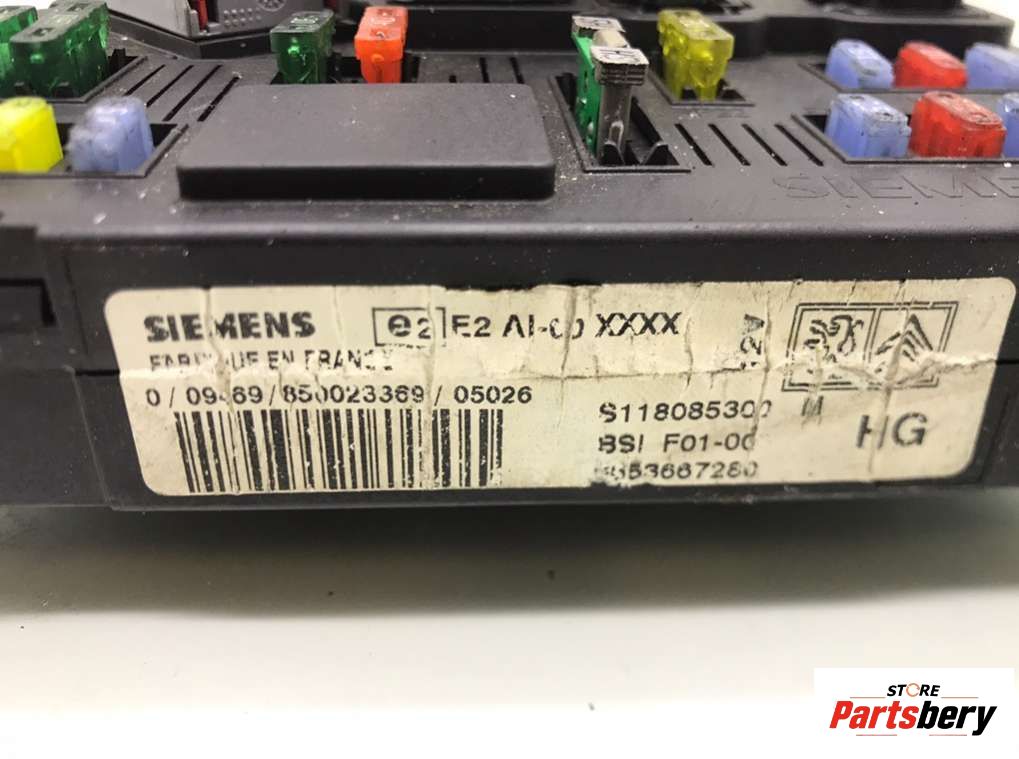 SIEMENS
SIEMENS e2 E2 AI-00 XXXX
FABRIQUE EN FRANCE
0/09469/850023369/05026
S118085300 M
BSI F01-00 HG
9653667280
STORE
Partsbery